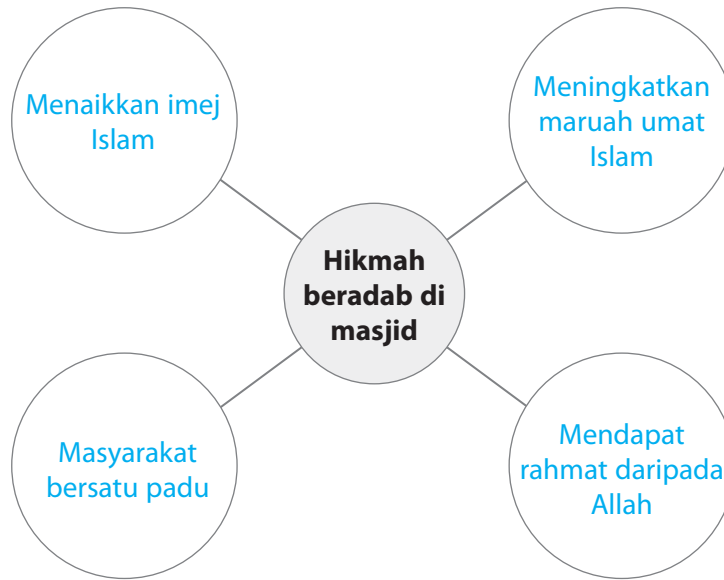 Menaikkan imej
Islam
Meningkatkan
maruah umat
Islam
Hikmah
beradab di
masjid
Masyarakat
bersatu padu
Mendapat
rahmat daripada
Allah